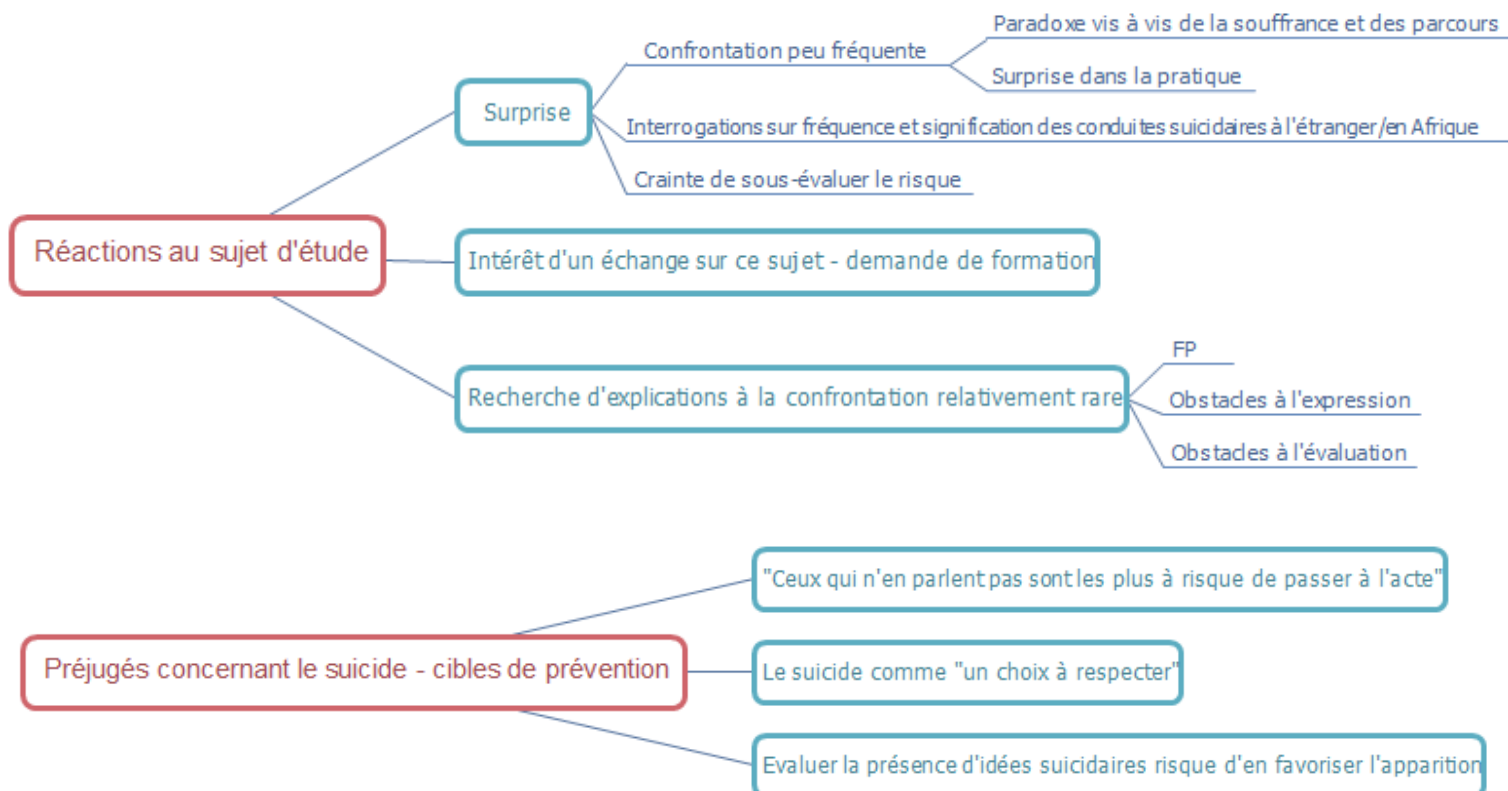 Réactions au sujet d'étude
Surprise
Confrontation peu fréquente
Paradoxe vis à vis de la souffrance et des parcours
Surprise dans la pratique
Interrogations sur fréquence et signification des conduites suicidaires à l'étranger/en Afrique
Crainte de sous-évaluer le risque
Intérêt d'un échange sur ce sujet - demande de formation
Recherche d'explications à la confrontation relativement rare
FP
Obstacles à l'expression
Obstacles à l'évaluation
Préjugés concernant le suicide - cibles de prévention
"Ceux qui n'en parlent pas sont les plus à risque de passer à l'acte"
Le suicide comme "un choix à respecter"
Evaluer la présence d'idées suicidaires risque d'en favoriser l'apparition